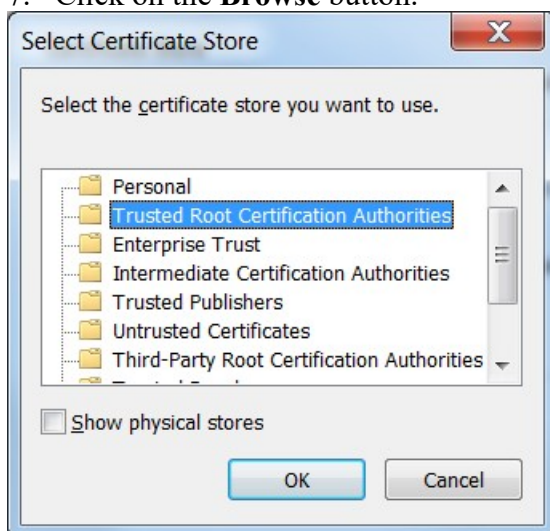 7. Click on the Browse button.
Select Certificate Store
X
Select the certificate store you want to use.
Personal
Trusted Root Certification Authorities
Enterprise Trust
Intermediate Certification Authorities
Trusted Publishers
Untrusted Certificates
Third-Party Root Certification Authorities
Show physical stores
OK Cancel